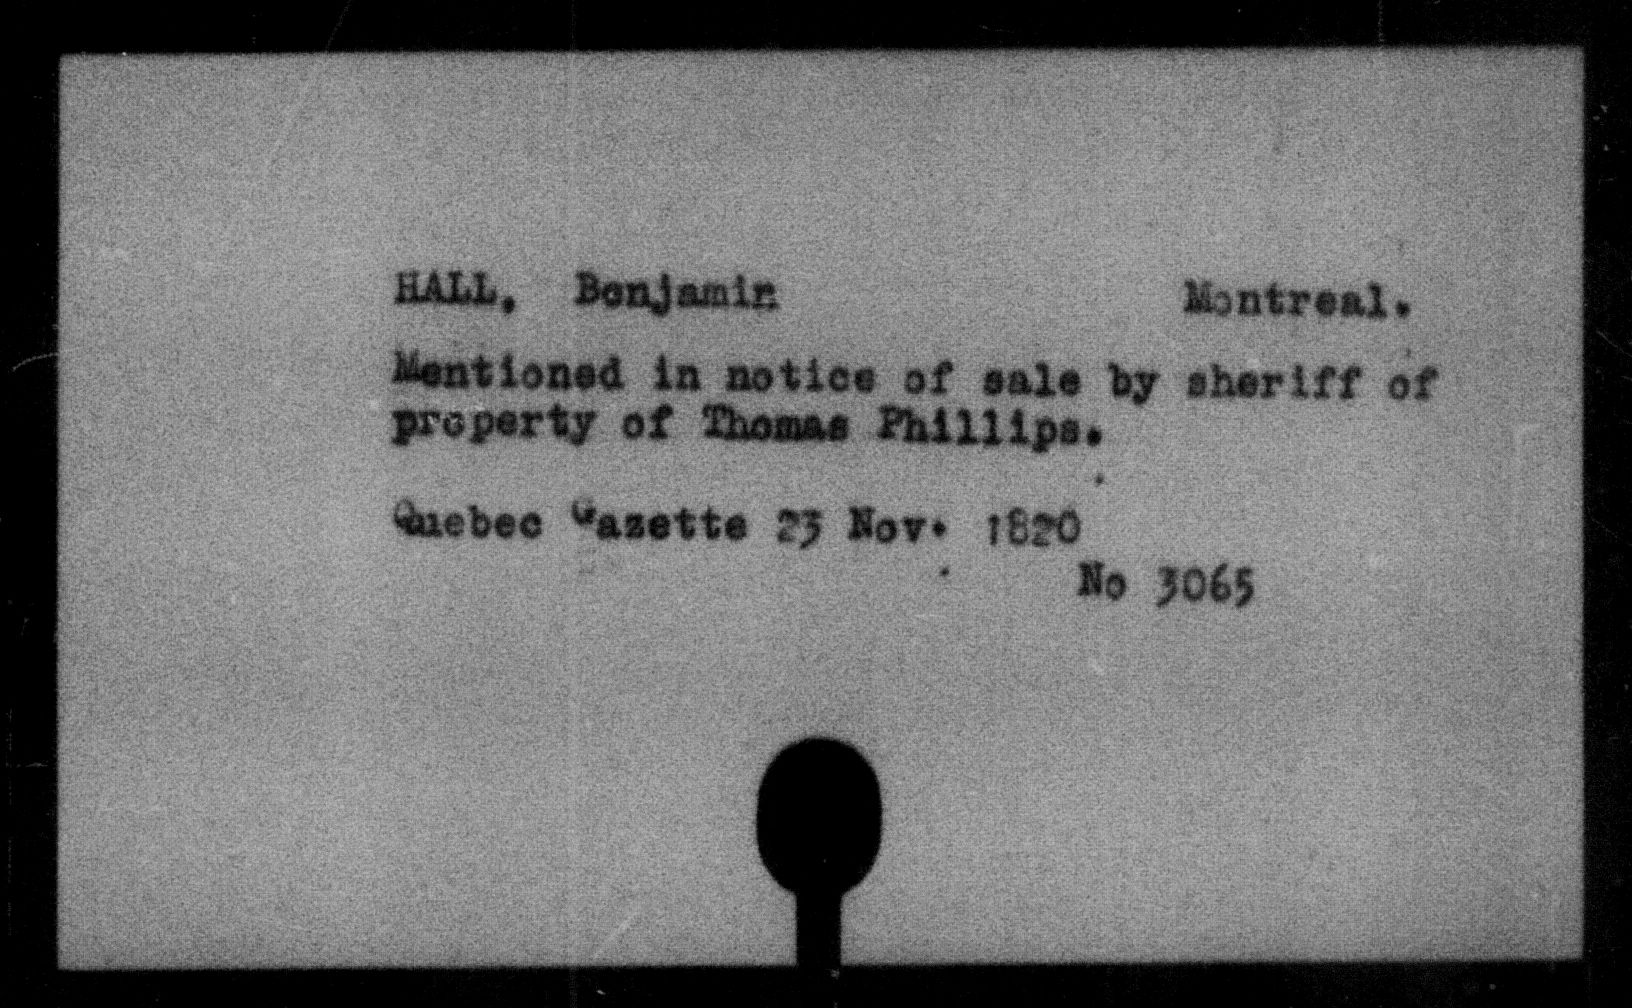 HALL, Benjamin Montreal.
Mentioned in notice of sale by sheriff of
property of Thomas Phillips.
Quebec Gazette 23 Nov. 1820
No 3065